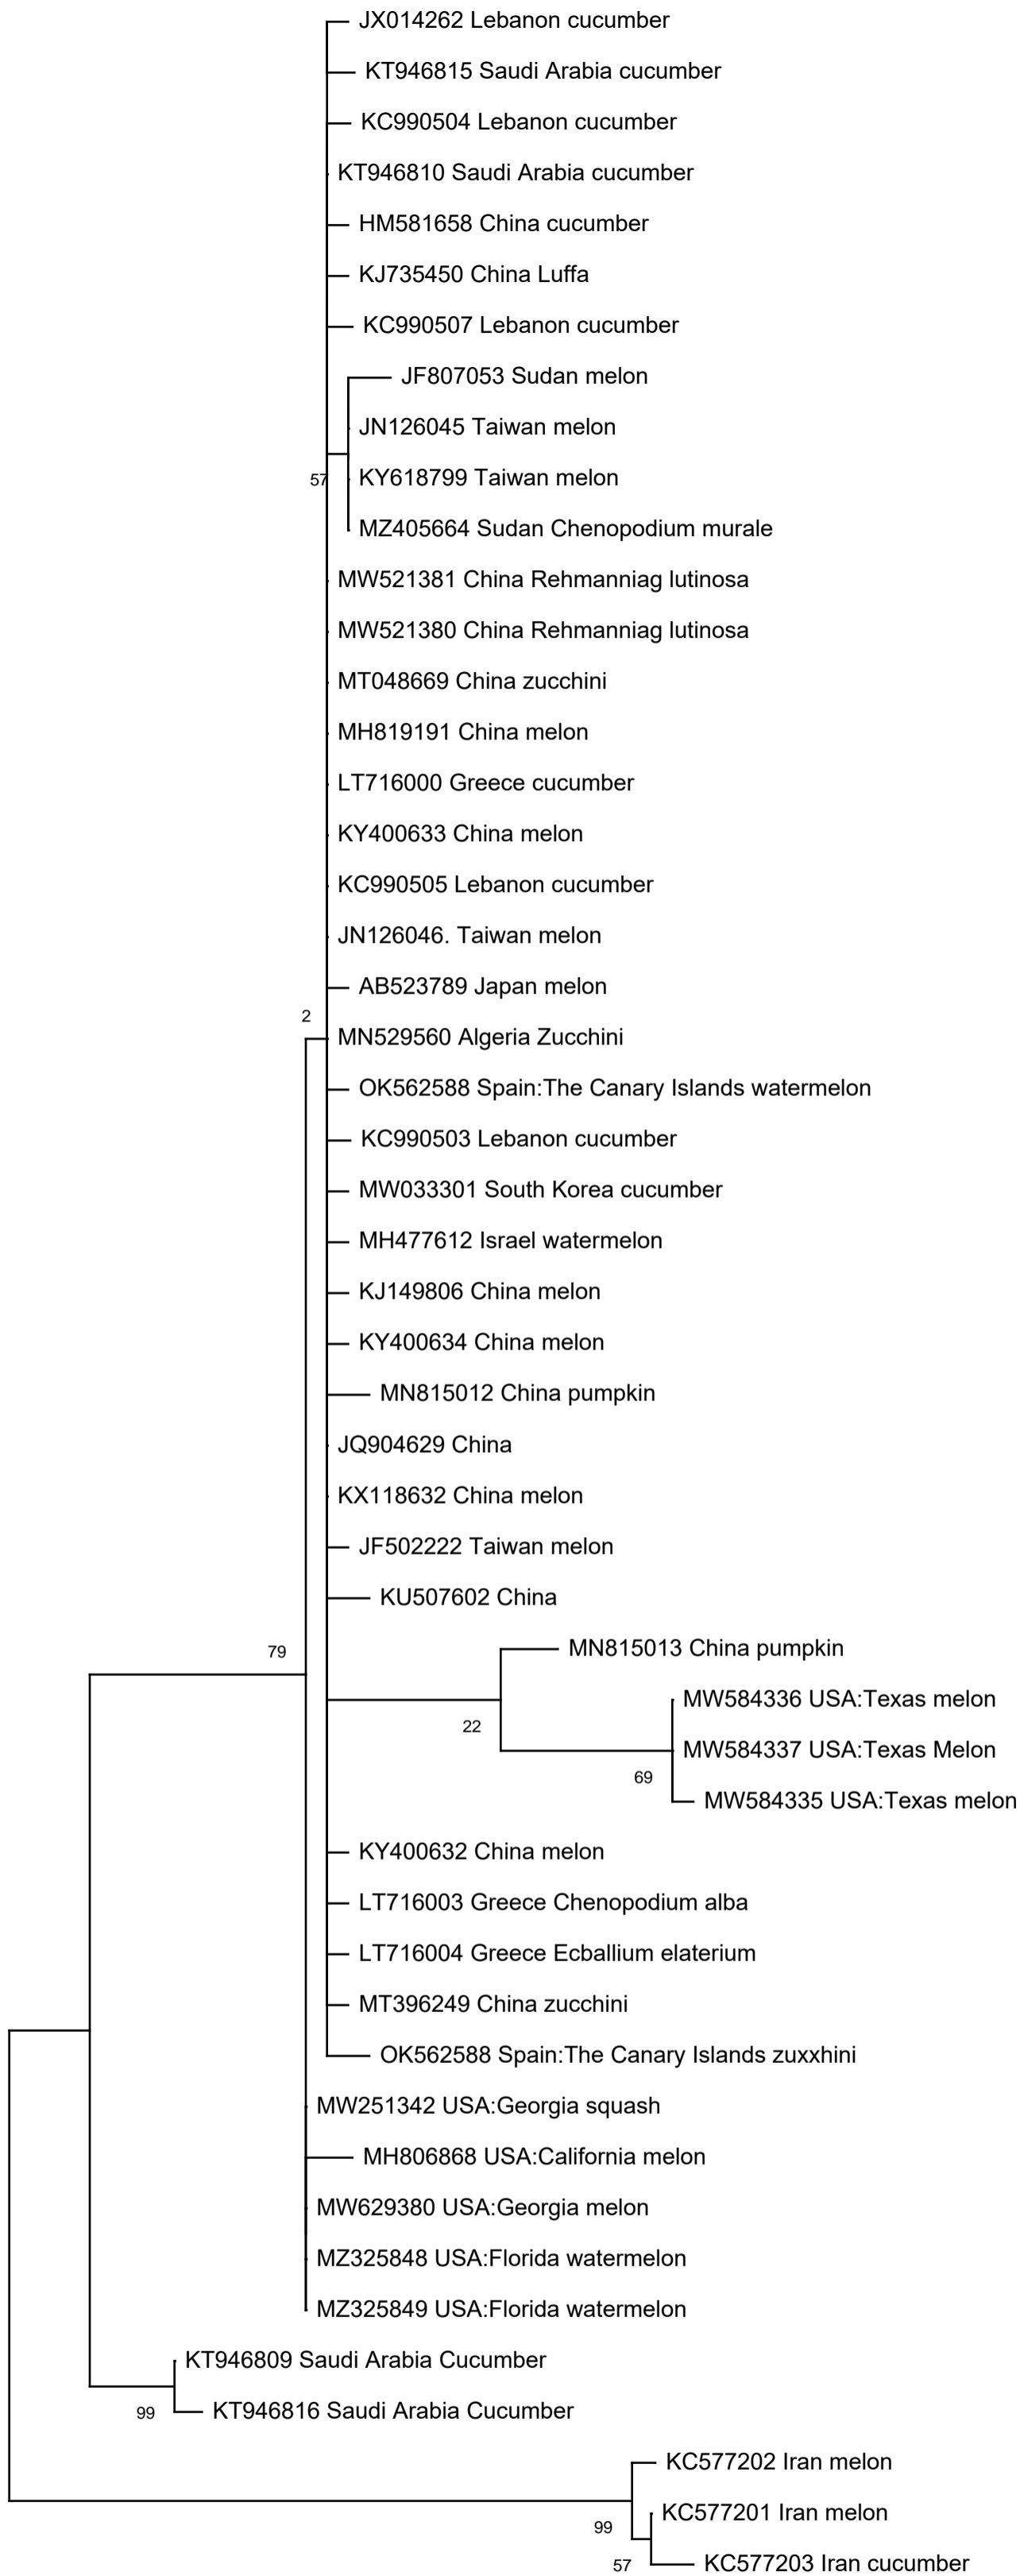 JX014262 Lebanon cucumber
KT946815 Saudi Arabia cucumber
KC990504 Lebanon cucumber
KT946810 Saudi Arabia cucumber
HM581658 China cucumber
KJ735450 China Luffa
KC990507 Lebanon cucumber
JF807053 Sudan melon
JN126045 Taiwan melon
57
KY618799 Taiwan melon
MZ405664 Sudan Chenopodium murale
MW521381 China Rehmanniag lutinosa
MW521380 China Rehmanniag lutinosa
MT048669 China zucchini
MH819191 China melon
LT716000 Greece cucumber
KY400633 China melon
KC990505 Lebanon cucumber
JN126046. Taiwan melon
AB523789 Japan melon
2
MN529560 Algeria Zucchini
OK562588 Spain:The Canary Islands watermelon
KC990503 Lebanon cucumber
MW033301 South Korea cucumber
MH477612 Israel watermelon
KJ149806 China melon
KY400634 China melon
MN815012 China pumpkin
JQ904629 China
KX118632 China melon
JF502222 Taiwan melon
KU507602 China
79
MN815013 China pumpkin
MW584336 USA:Texas melon
22
MW584337 USA:Texas Melon
69
MW584335 USA:Texas melon
KY400632 China melon
LT716003 Greece Chenopodium alba
LT716004 Greece Ecballium elaterium
MT396249 China zucchini
OK562588 Spain:The Canary Islands zuxxhini
MW251342 USA:Georgia squash
MH806868 USA:California melon
MW629380 USA:Georgia melon
MZ325848 USA:Florida watermelon
MZ325849 USA:Florida watermelon
KT946809 Saudi Arabia Cucumber
99
KT946816 Saudi Arabia Cucumber
KC577202 Iran melon
KC577201 Iran melon
99
57
KC577203 Iran cucumber